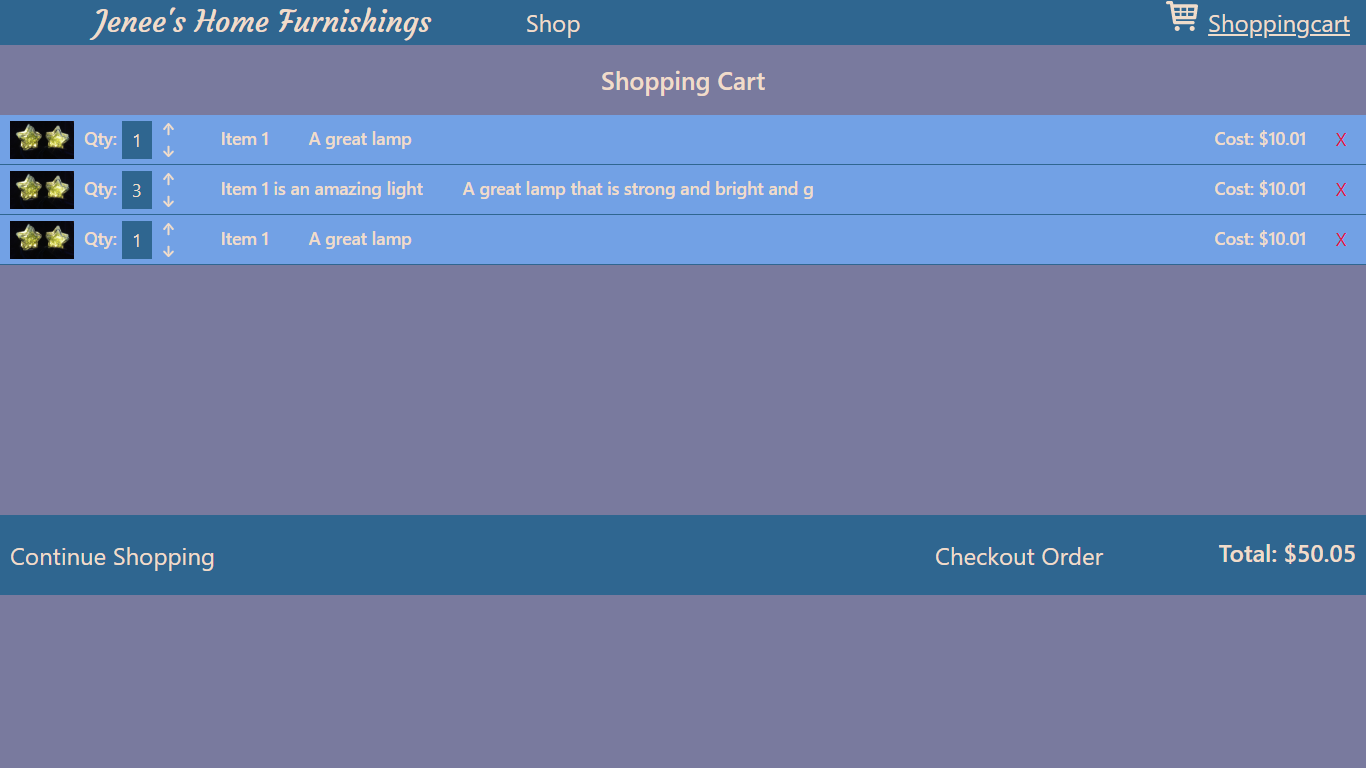 Jenee's Home Furnishings Shop Shoppingcart
Shopping Cart
Qty: 1 ↑ ↓ Item 1 A great lamp Cost: $10.01 X
Qty: 3 ↑ ↓ Item 1 is an amazing light A great lamp that is strong and bright and g Cost: $10.01 X
Qty: 1 ↑ ↓ Item 1 A great lamp Cost: $10.01 X
Continue Shopping Checkout Order Total: $50.05